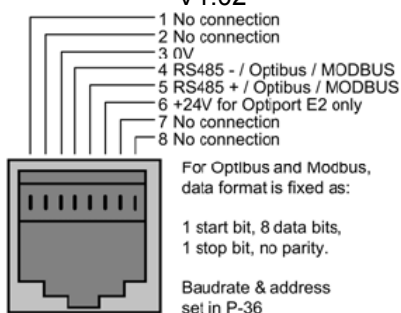 V1.02
1 No connection
2 No connection
3 0V
4 RS485 - / Optibus / MODBUS
5 RS485 + / Optibus / MODBUS
6 +24V for Optiport E2 only
7 No connection
8 No connection
For Optibus and Modbus,
data format is fixed as:
1 start bit, 8 data bits,
1 stop bit, no parity.
Baudrate & address
set in P-36